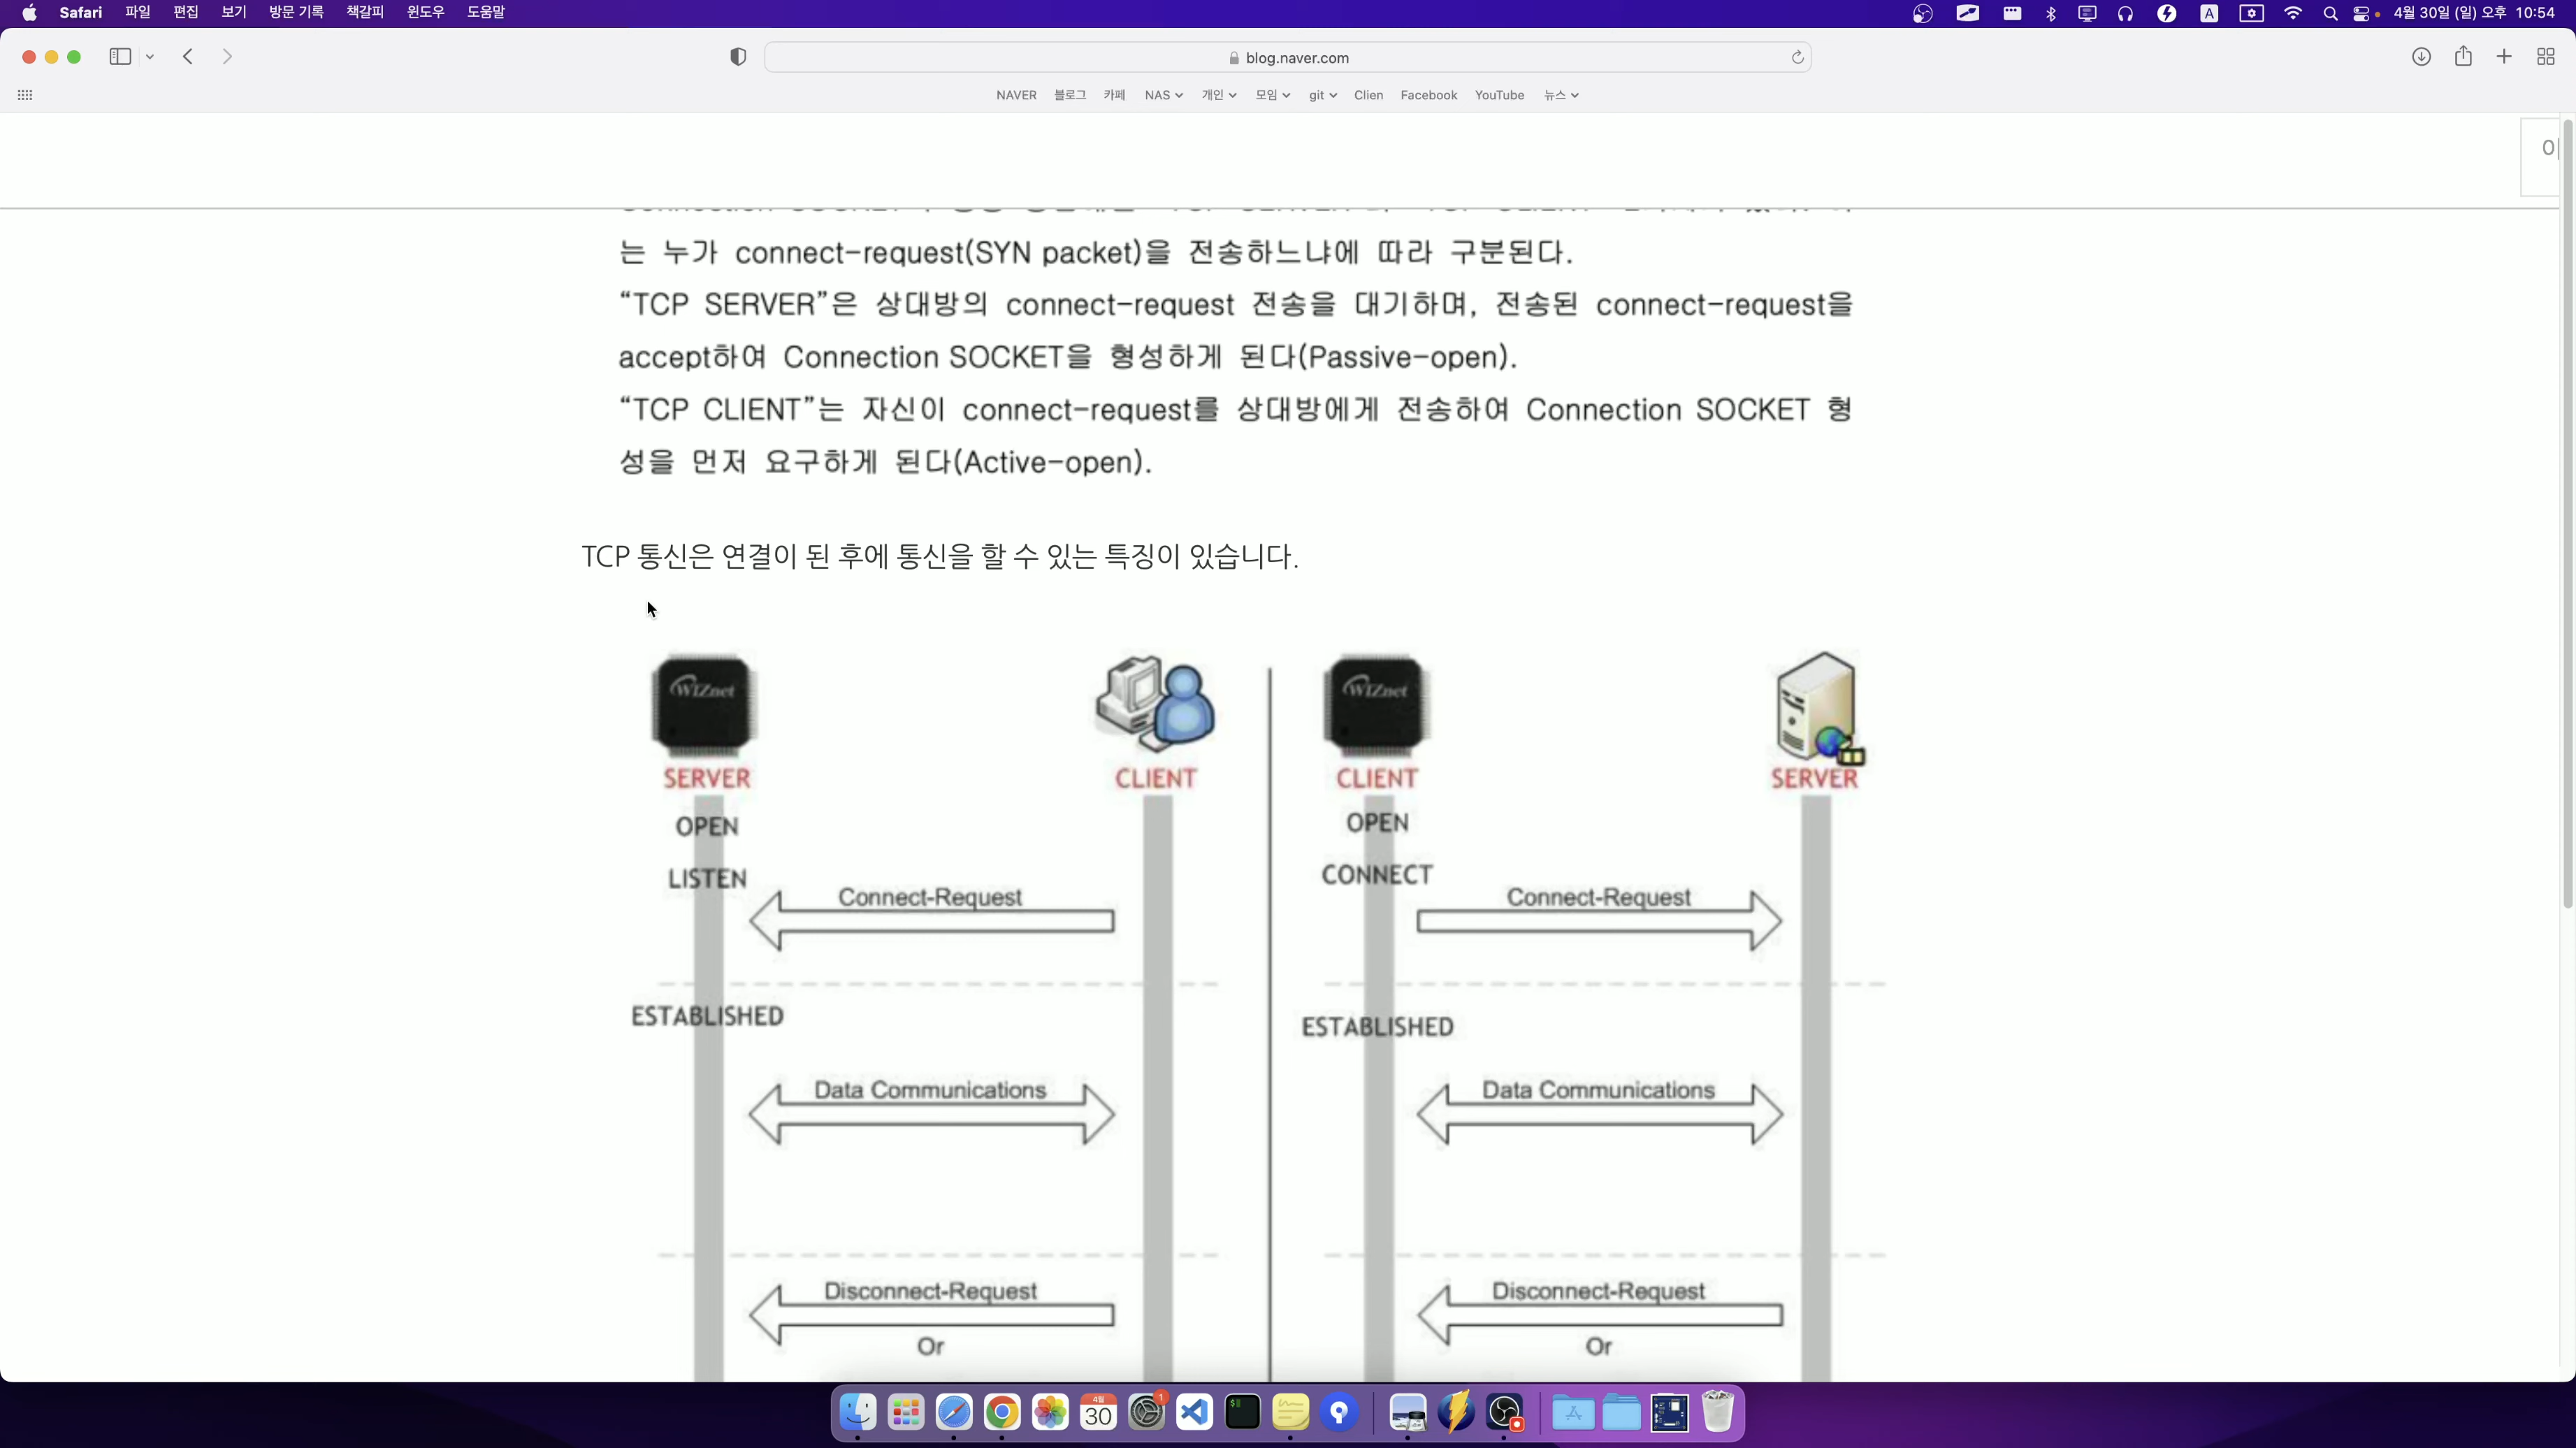 Safari 파일 편집 보기 방문 기록 책갈피 윈도우 도움말
A
4월 30일 (일) 오후 10:54
blog.naver.com
NAVER 블로그 카페 NAS 개인 모임 git Clien Facebook YouTube 뉴스
는 누가 connect-request(SYN packet)을 전송하느냐에 따라 구분된다.
“TCP SERVER”은 상대방의 connect-request 전송을 대기하며, 전송된 connect-request을
accept하여 Connection SOCKET을 형성하게 된다(Passive-open).
“TCP CLIENT”는 자신이 connect-request를 상대방에게 전송하여 Connection SOCKET 형
성을 먼저 요구하게 된다(Active-open).
TCP 통신은 연결이 된 후에 통신을 할 수 있는 특징이 있습니다.
WIZnet
SERVER
CLIENT
OPEN
LISTEN
Connect-Request
ESTABLISHED
Data Communications
Disconnect-Request
Or
WIZnet
CLIENT
SERVER
OPEN
CONNECT
Connect-Request
ESTABLISHED
Data Communications
Disconnect-Request
Or
4월
30
1